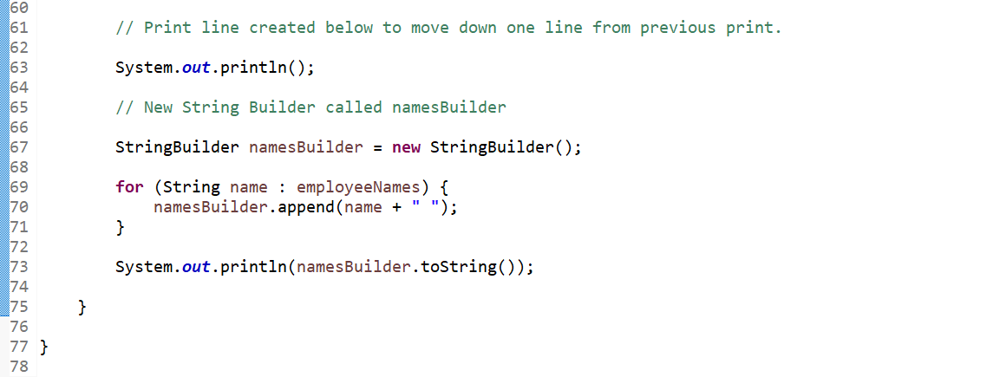 60
61 // Print line created below to move down one line from previous print.
62
63 System.out.println();
64
65 // New String Builder called namesBuilder
66
67 StringBuilder namesBuilder = new StringBuilder();
68
69 for (String name : employeeNames) {
70 namesBuilder.append(name + " ");
71 }
72
73 System.out.println(namesBuilder.toString());
74
75 }
76
77 }
78